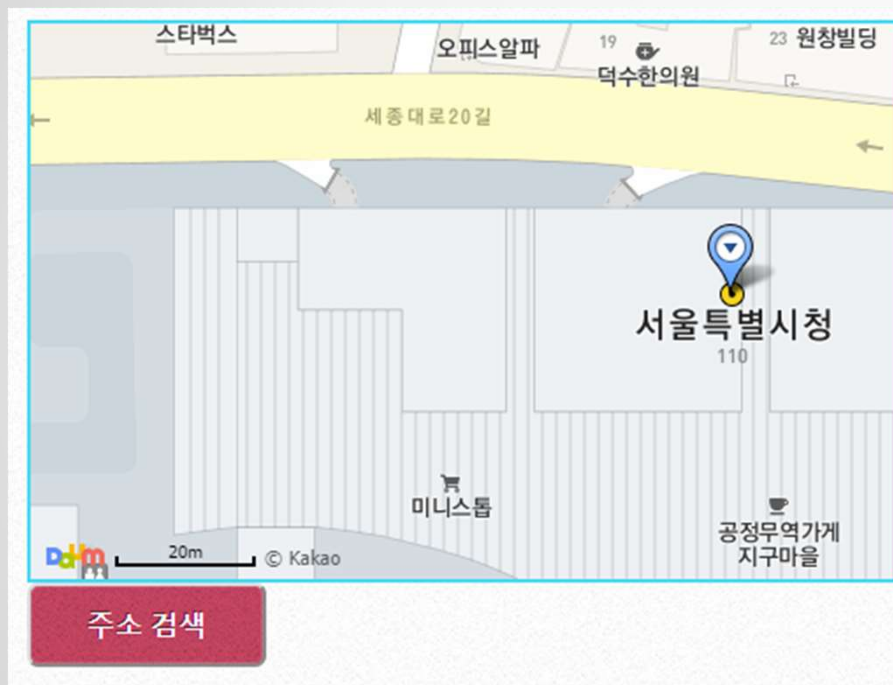 스타벅스
오피스알파
19
덕수한의원
23 원창빌딩
세종대로20길
서울특별시청
110
미니스톱
공정무역가게
지구마을
Daum
20m
© Kakao
주소 검색